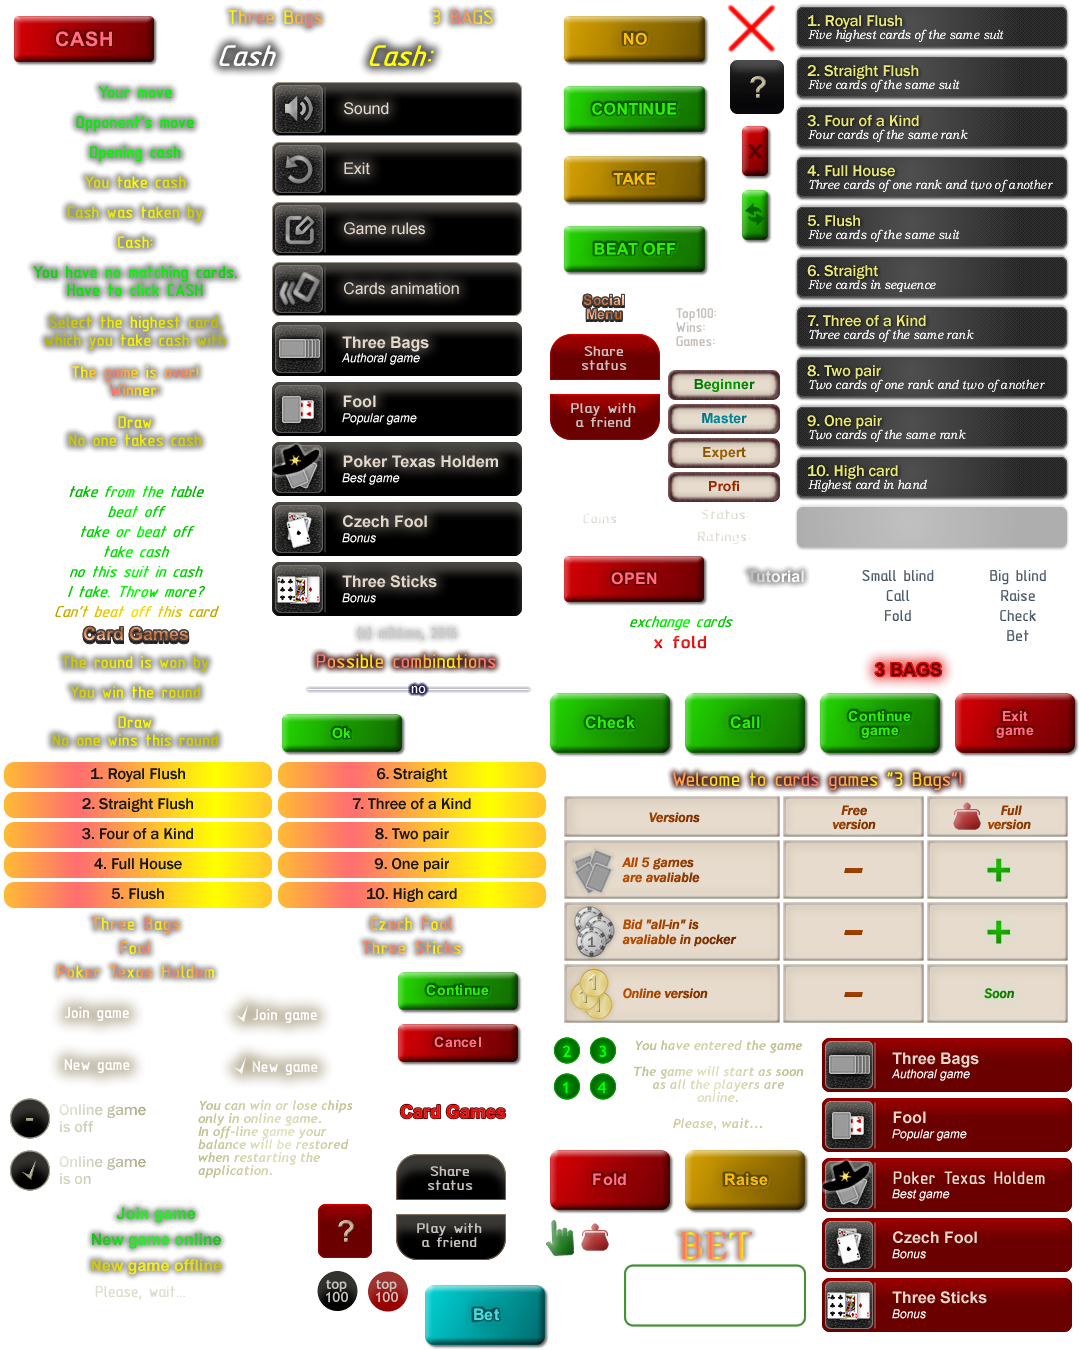 CASH
Three Bags
3 BAGS
Cash
Cash:
Your move
Opponent's move
Opening cash
You take cash
Cash was taken by
Cash:
You have no matching cards.
Have to click CASH
Select the highest card,
which you take cash with
The game is over!
Winner:
Draw
No one takes cash
take from the table
beat off
take or beat off
take cash
no this suit in cash
I take. Throw more?
Can't beat off this card
Card Games
The round is won by
You win the round
Draw
No one wins this round
Sound
Exit
Game rules
Cards animation
Three Bags
Authoral game
Fool
Popular game
Poker Texas Holdem
Best game
Czech Fool
Bonus
Three Sticks
Bonus
Possible combinations
no
Ok
NO
CONTINUE
TAKE
BEAT OFF
?
X
Social
Menu
Share
status
Play with
a friend
Top100:
Wins:
Games:
Beginner
Master
Expert
Profi
Coins
Status:
Ratings
OPEN
Tutorial
exchange cards
x fold
1. Royal Flush
Five highest cards of the same suit
2. Straight Flush
Five cards of the same suit
3. Four of a Kind
Four cards of the same rank
4. Full House
Three cards of one rank and two of another
5. Flush
Five cards of the same suit
6. Straight
Five cards in sequence
7. Three of a Kind
Three cards of the same rank
8. Two pair
Two cards of one rank and two of another
9. One pair
Two cards of the same rank
10. High card
Highest card in hand
Small blind
Call
Fold
Big blind
Raise
Check
Bet
3 BAGS
Check
Call
Continue
game
Exit
game
1. Royal Flush
2. Straight Flush
3. Four of a Kind
4. Full House
5. Flush
6. Straight
7. Three of a Kind
8. Two pair
9. One pair
10. High card
Three Bags
Fool
Poker Texas Holdem
Czech Fool
Three Sticks
Welcome to cards games "3 Bags"!
Versions
Free
version
Full
version
All 5 games
are avaliable
−
+
Bid "all-in" is
avaliable in pocker
−
+
Online version
−
Soon
Join game
Join game
New game
New game
Continue
Cancel
Online game
is off
Online game
is on
You can win or lose chips
only in online game.
In off-line game your
balance will be restored
when restarting the
application.
Card Games
Share
status
Play with
a friend
Join game
New game online
New game offline
Please, wait...
?
top
100
top
100
Bet
2
3
1
4
You have entered the game
The game will start as soon
as all the players are
online.
Please, wait...
Fold
Raise
BET
Three Bags
Authoral game
Fool
Popular game
Poker Texas Holdem
Best game
Czech Fool
Bonus
Three Sticks
Bonus